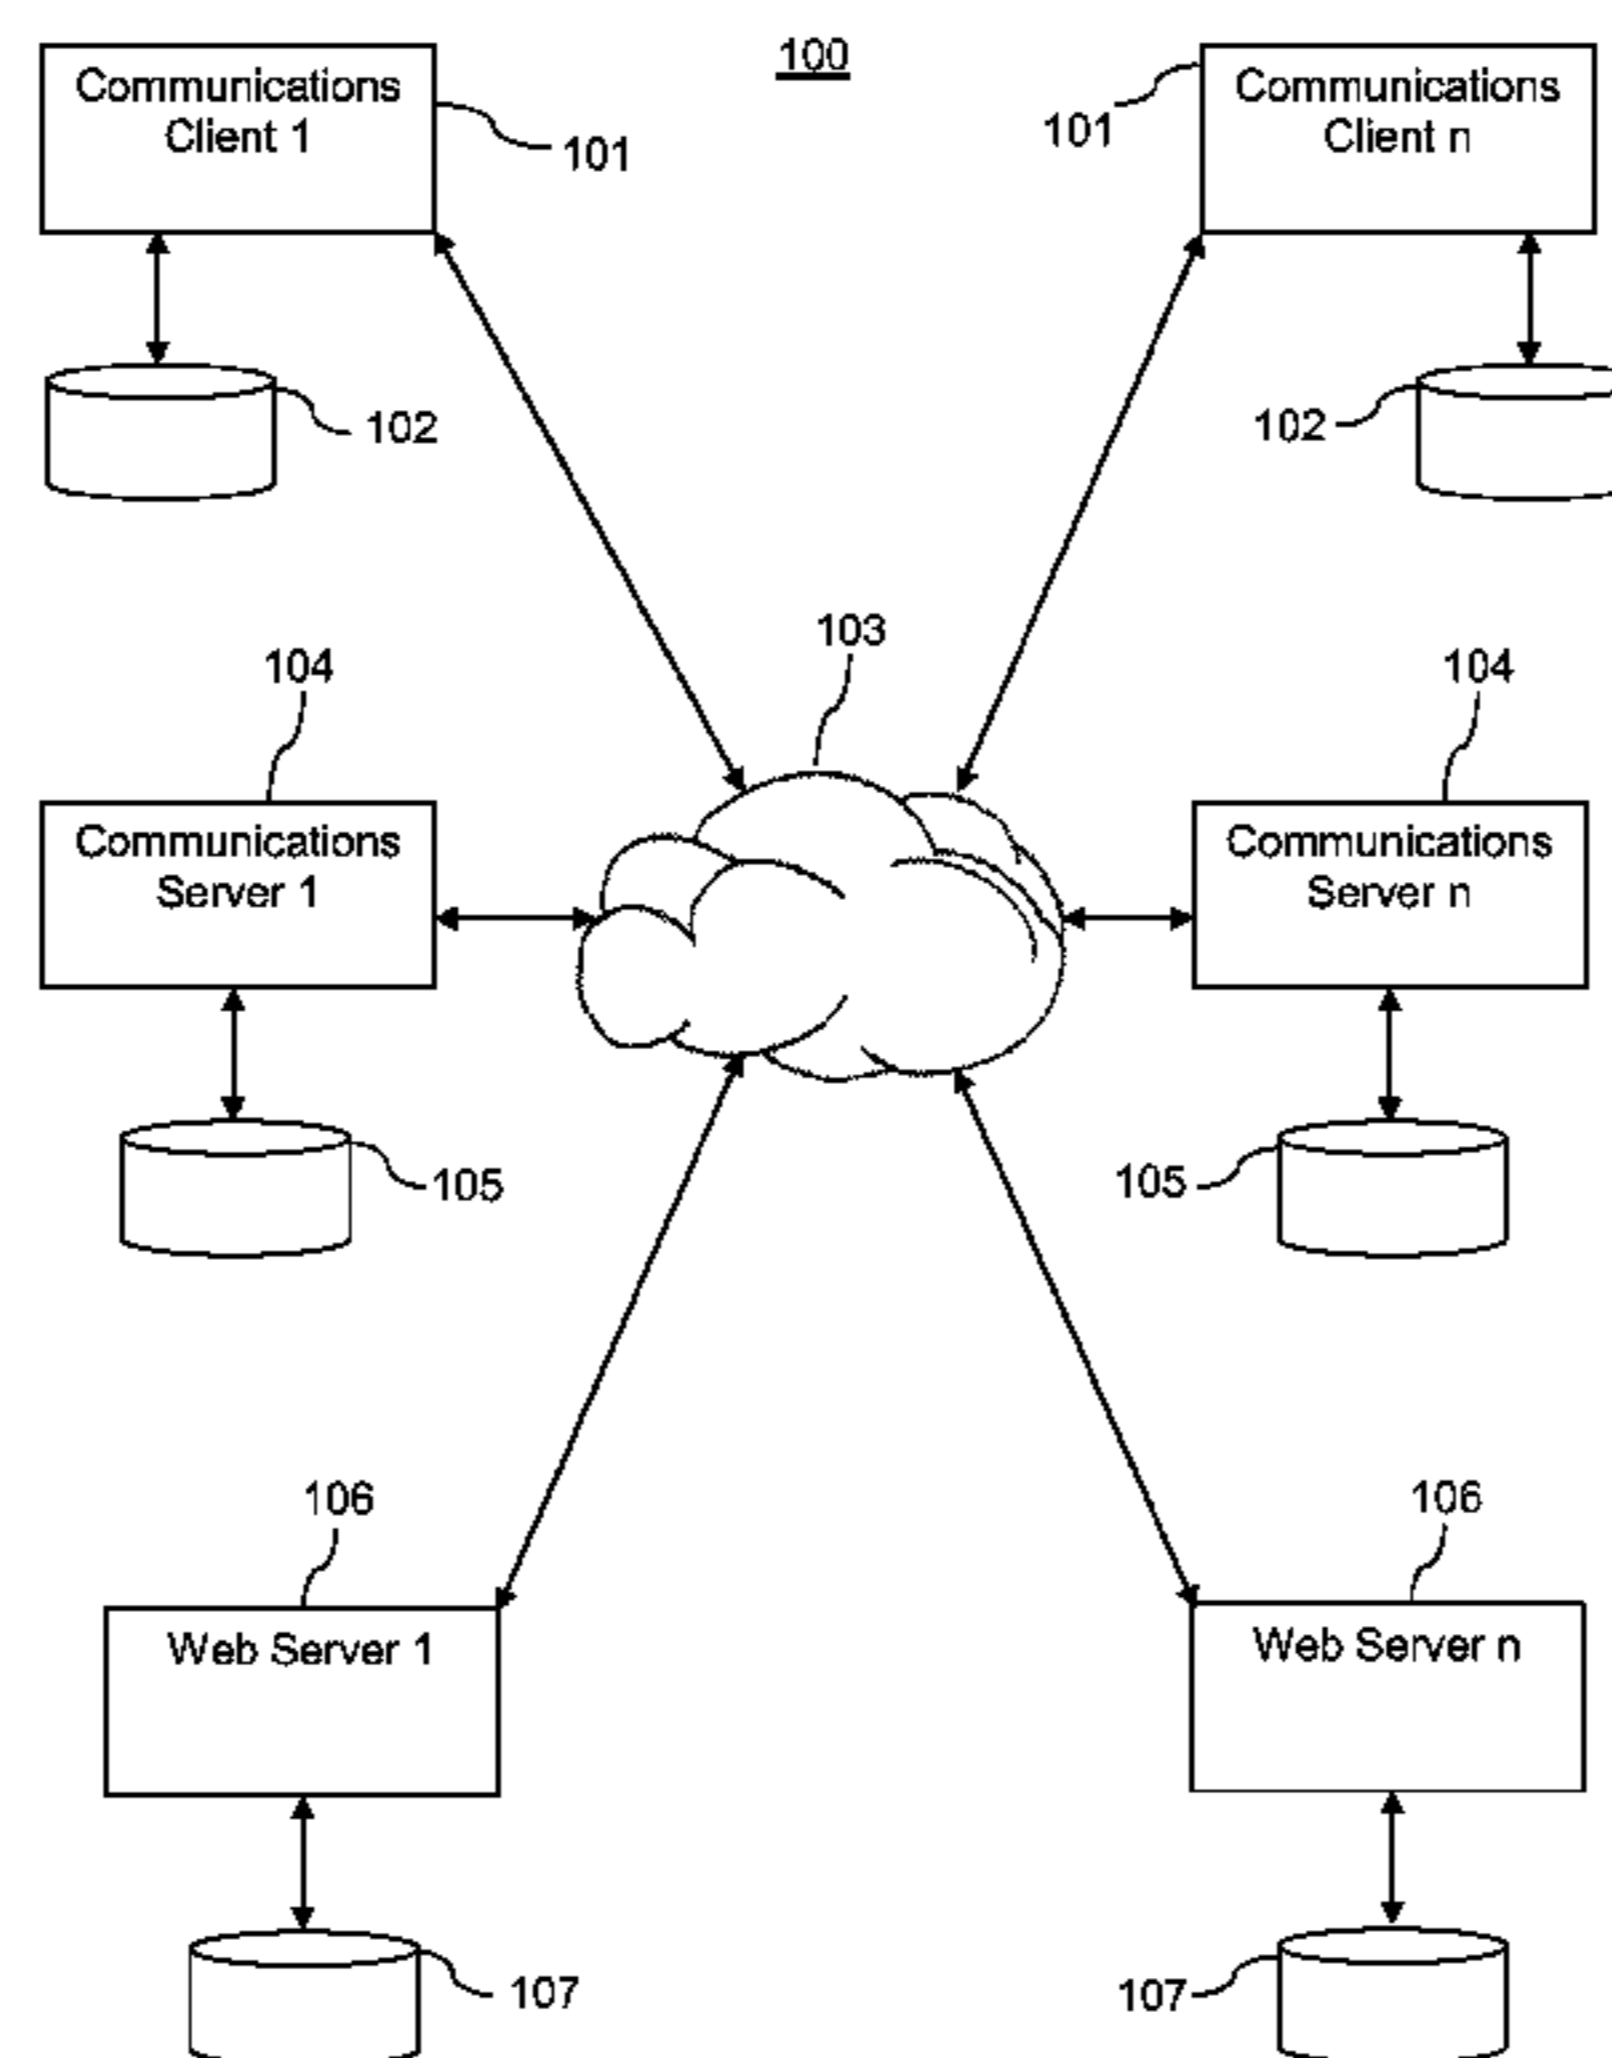 100
Communications
Client 1
101
101
Communications
Client n
102
102
103
104
104
Communications
Server 1
Communications
Server n
105
105
106
106
Web Server 1
Web Server n
107
107